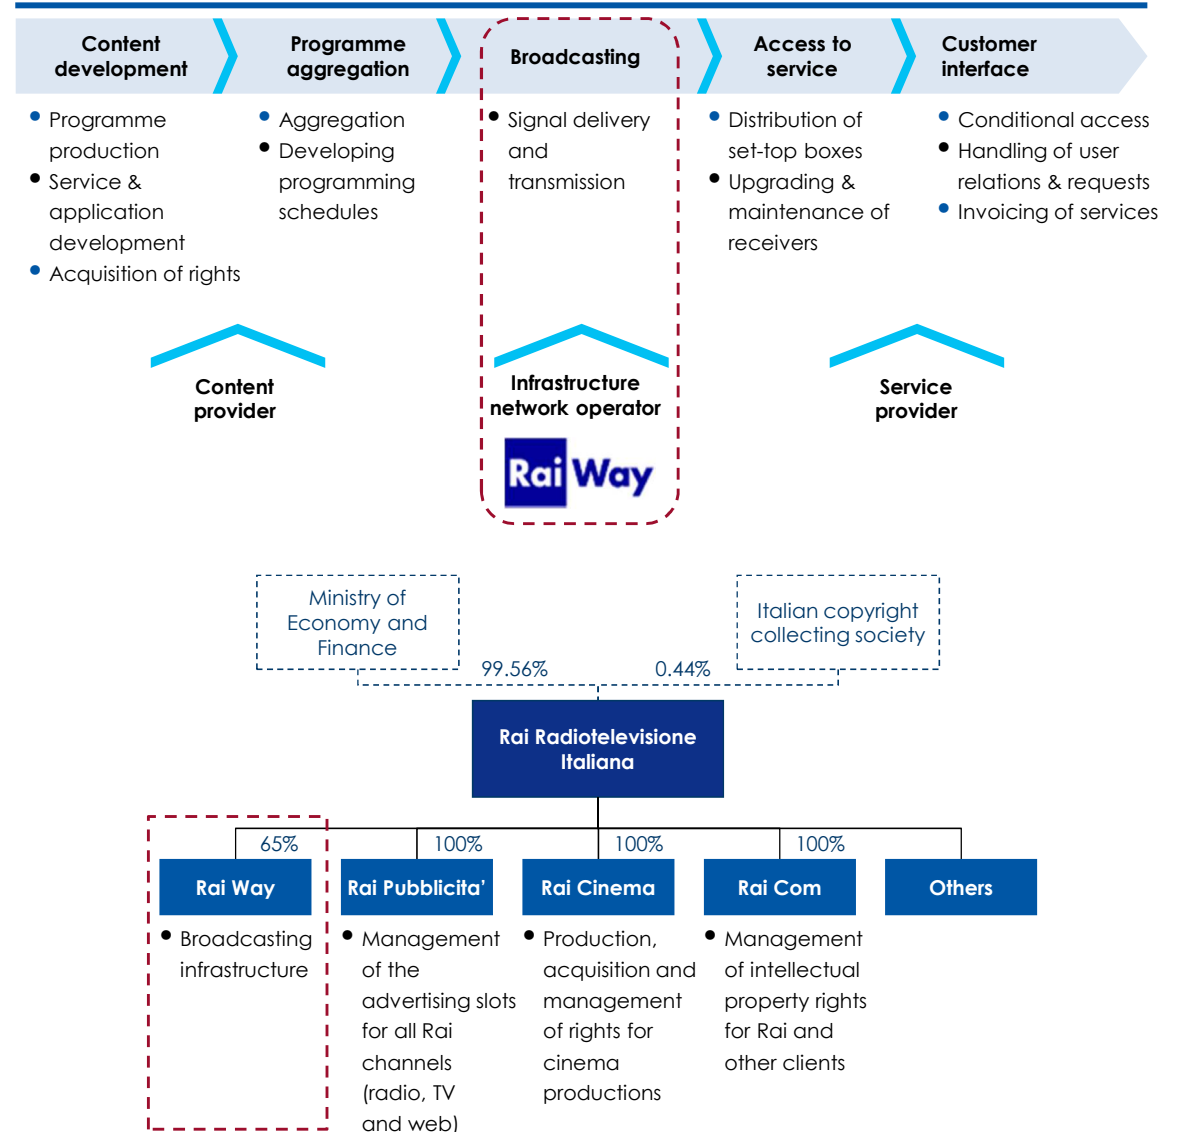 Content
development
Programme
aggregation
Broadcasting
Access to
service
Customer
interface
• Programme
production
• Service &
application
development
• Acquisition of rights
• Aggregation
• Developing
programming
schedules
• Signal delivery
and
transmission
• Distribution of
set-top boxes
• Upgrading &
maintenance of
receivers
• Conditional access
• Handling of user
relations & requests
• Invoicing of services
Content
provider
Infrastructure
network operator
Rai Way
Service
provider
Ministry of
Economy and
Finance
Italian copyright
collecting society
99.56%
0.44%
Rai Radiotelevisione
Italiana
65%
100%
100%
100%
Rai Way
Rai Pubblicita’
Rai Cinema
Rai Com
Others
• Broadcasting
infrastructure
• Management
of the
advertising slots
for all Rai
channels
(radio, TV
and web)
• Production,
acquisition and
management
of rights for
cinema
productions
• Management
of intellectual
property rights
for Rai and
other clients